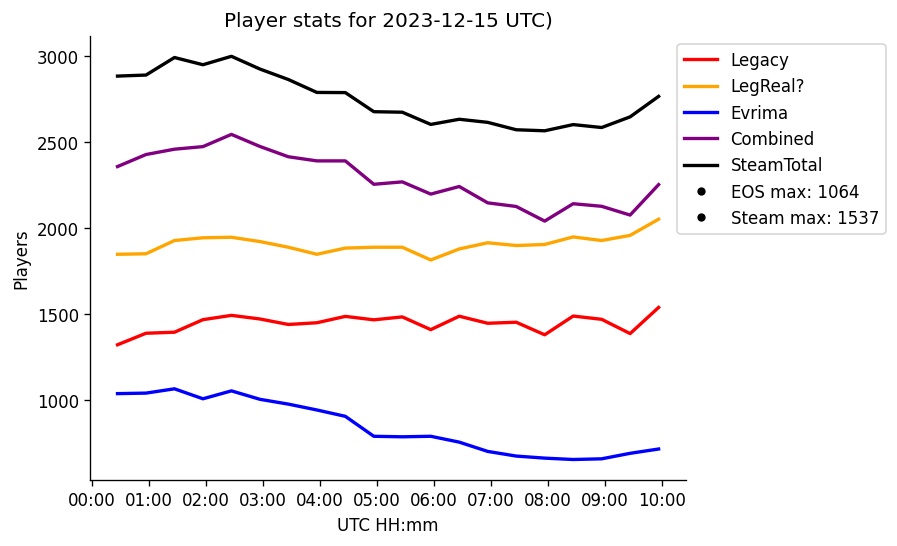 Player stats for 2023-12-15 UTC)
3000
2500
2000
1500
1000
Players
00:00 01:00 02:00 03:00 04:00 05:00 06:00 07:00 08:00 09:00 10:00
UTC HH:mm
Legacy
LegReal?
Evrima
Combined
SteamTotal
EOS max: 1064
Steam max: 1537